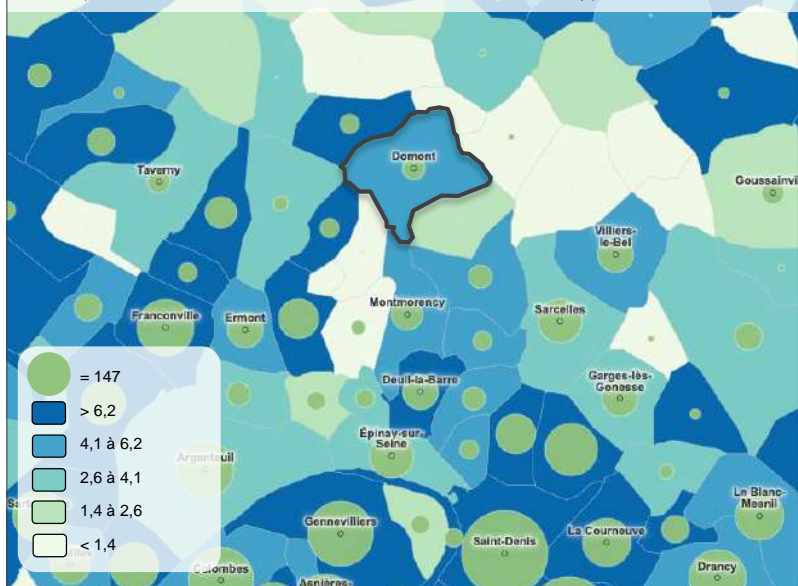 Domont
Taverny
Goussainvi
Villiers-
le-Bel
Franconville
Ermont
Montmorency
Sarcelles
= 147
Deuil-la-Barre
Garges-lès-
Gonesse
> 6,2
4,1 à 6,2
Épinay-sur-
Seine
Argenteuil
2,6 à 4,1
Sart
1,4 à 2,6
Gennevilliers
Le Blanc-
Mesnil
Saint-Denis
La Courneuve
< 1,4
Colombes
Asnières-
Drancy